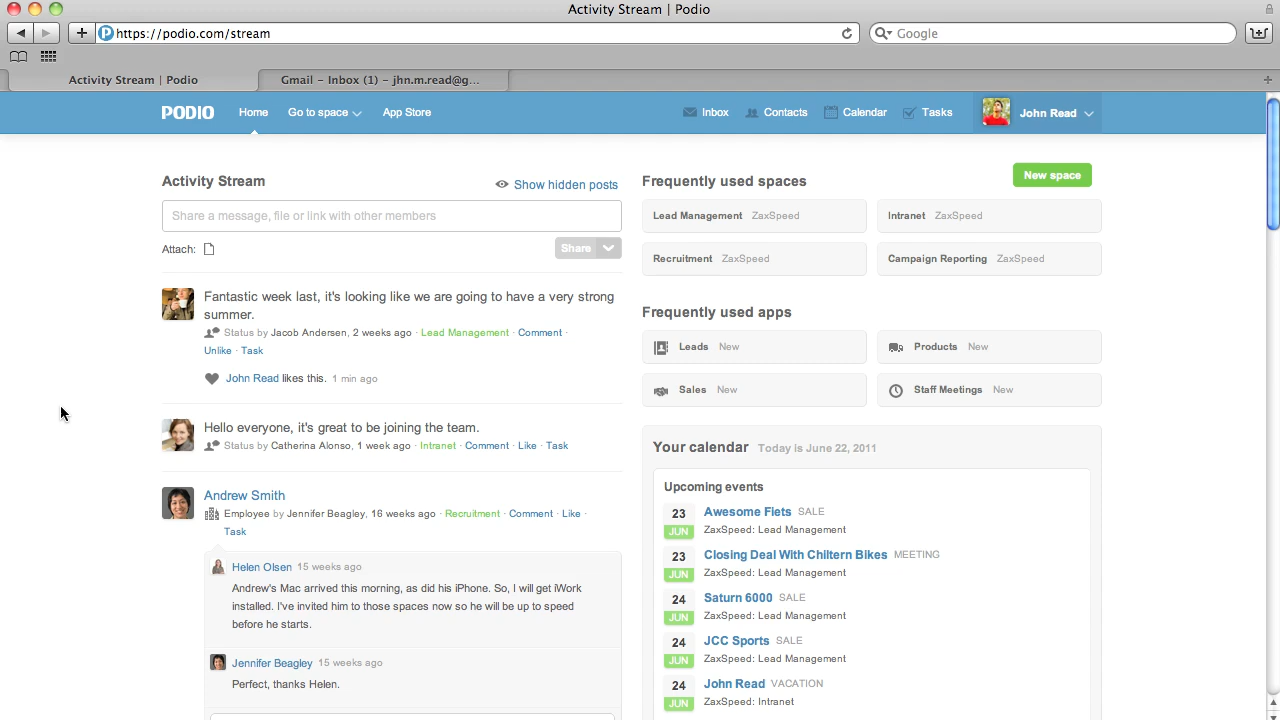 Activity Stream | Podio
https://podio.com/stream
Google
Activity Stream | Podio
Gmail – Inbox (1) – jhn.m.read@g...
PODIO
Home
Go to space
App Store
Inbox
Contacts
Calendar
Tasks
John Read
Activity Stream
Show hidden posts
Share a message, file or link with other members
Attach:
Share
Fantastic week last, it's looking like we are going to have a very strong
summer.
Status by Jacob Andersen, 2 weeks ago · Lead Management · Comment ·
Unlike · Task
John Read likes this. 1 min ago
Hello everyone, it's great to be joining the team.
Status by Catherina Alonso, 1 week ago · Intranet · Comment · Like · Task
Andrew Smith
Employee by Jennifer Beagley, 16 weeks ago · Recruitment · Comment · Like ·
Task
Helen Olsen 15 weeks ago
Andrew's Mac arrived this morning, as did his iPhone. So, I will get iWork
installed. I've invited him to those spaces now so he will be up to speed
before he starts.
Jennifer Beagley 15 weeks ago
Perfect, thanks Helen.
Frequently used spaces
New space
Lead Management ZaxSpeed
Intranet ZaxSpeed
Recruitment ZaxSpeed
Campaign Reporting ZaxSpeed
Frequently used apps
Leads New
Products New
Sales New
Staff Meetings New
Your calendar Today is June 22, 2011
Upcoming events
23 JUN
Awesome Fiets SALE
ZaxSpeed: Lead Management
23 JUN
Closing Deal With Chiltern Bikes MEETING
ZaxSpeed: Lead Management
24 JUN
Saturn 6000 SALE
ZaxSpeed: Lead Management
24 JUN
JCC Sports SALE
ZaxSpeed: Lead Management
24 JUN
John Read VACATION
ZaxSpeed: Intranet